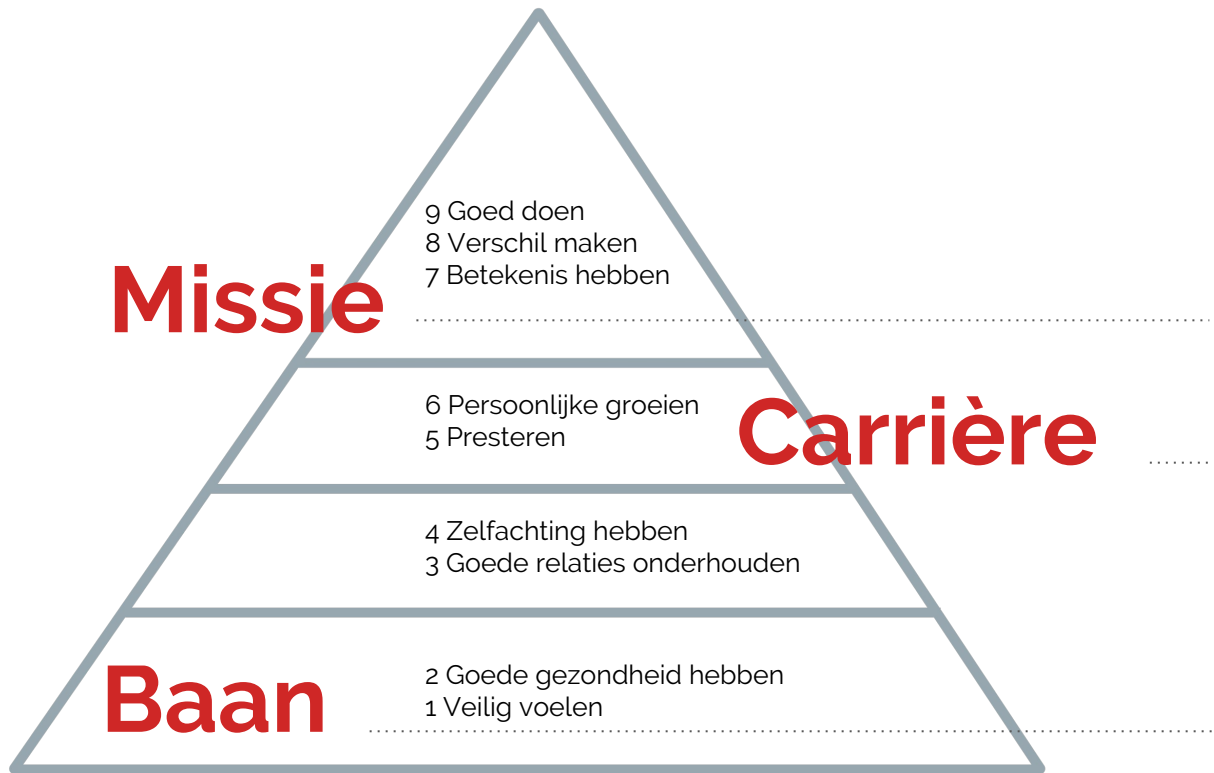 9 Goed doen
8 Verschil maken
7 Betekenis hebben
Missie
6 Persoonlijke groeien
5 Presteren
Carrière
4 Zelfachting hebben
3 Goede relaties onderhouden
2 Goede gezondheid hebben
1 Veilig voelen
Baan